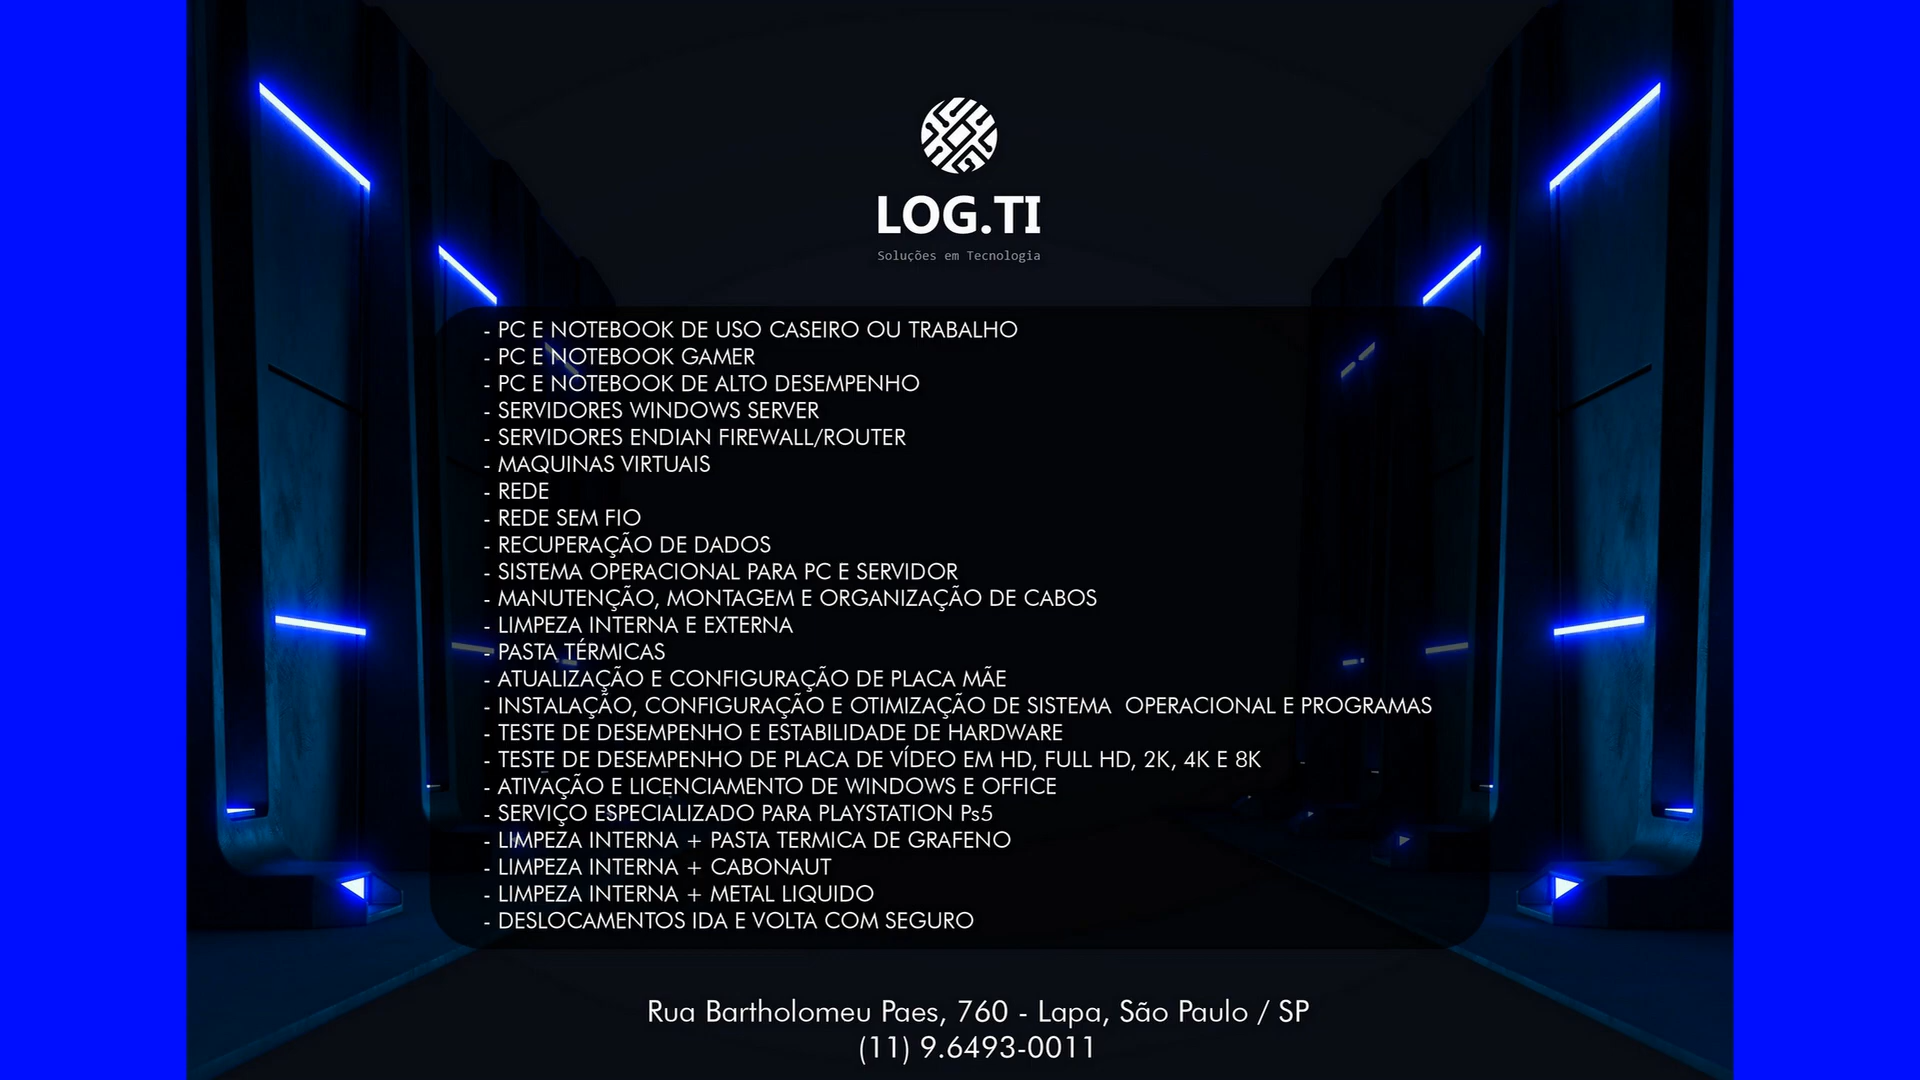 LOG.TI
Soluções em Tecnologia
- PC E NOTEBOOK DE USO CASEIRO OU TRABALHO
- PC E NOTEBOOK GAMER
- PC E NOTEBOOK DE ALTO DESEMPENHO
- SERVIDORES WINDOWS SERVER
- SERVIDORES ENDIAN FIREWALL/ROUTER
- MAQUINAS VIRTUAIS
- REDE
- REDE SEM FIO
- RECUPERAÇÃO DE DADOS
- SISTEMA OPERACIONAL PARA PC E SERVIDOR
- MANUTENÇÃO, MONTAGEM E ORGANIZAÇÃO DE CABOS
- LIMPEZA INTERNA E EXTERNA
- PASTA TÉRMICAS
- ATUALIZAÇÃO E CONFIGURAÇÃO DE PLACA MÃE
- INSTALAÇÃO, CONFIGURAÇÃO E OTIMIZAÇÃO DE SISTEMA  OPERACIONAL E PROGRAMAS
- TESTE DE DESEMPENHO E ESTABILIDADE DE HARDWARE
- TESTE DE DESEMPENHO DE PLACA DE VÍDEO EM HD, FULL HD, 2K, 4K E 8K
- ATIVAÇÃO E LICENCIAMENTO DE WINDOWS E OFFICE
- SERVIÇO ESPECIALIZADO PARA PLAYSTATION Ps5
- LIMPEZA INTERNA + PASTA TERMICA DE GRAFENO
- LIMPEZA INTERNA + CABONAUT
- LIMPEZA INTERNA + METAL LIQUIDO
- DESLOCAMENTOS IDA E VOLTA COM SEGURO
Rua Bartholomeu Paes, 760 - Lapa, São Paulo / SP
(11) 9.6493-0011